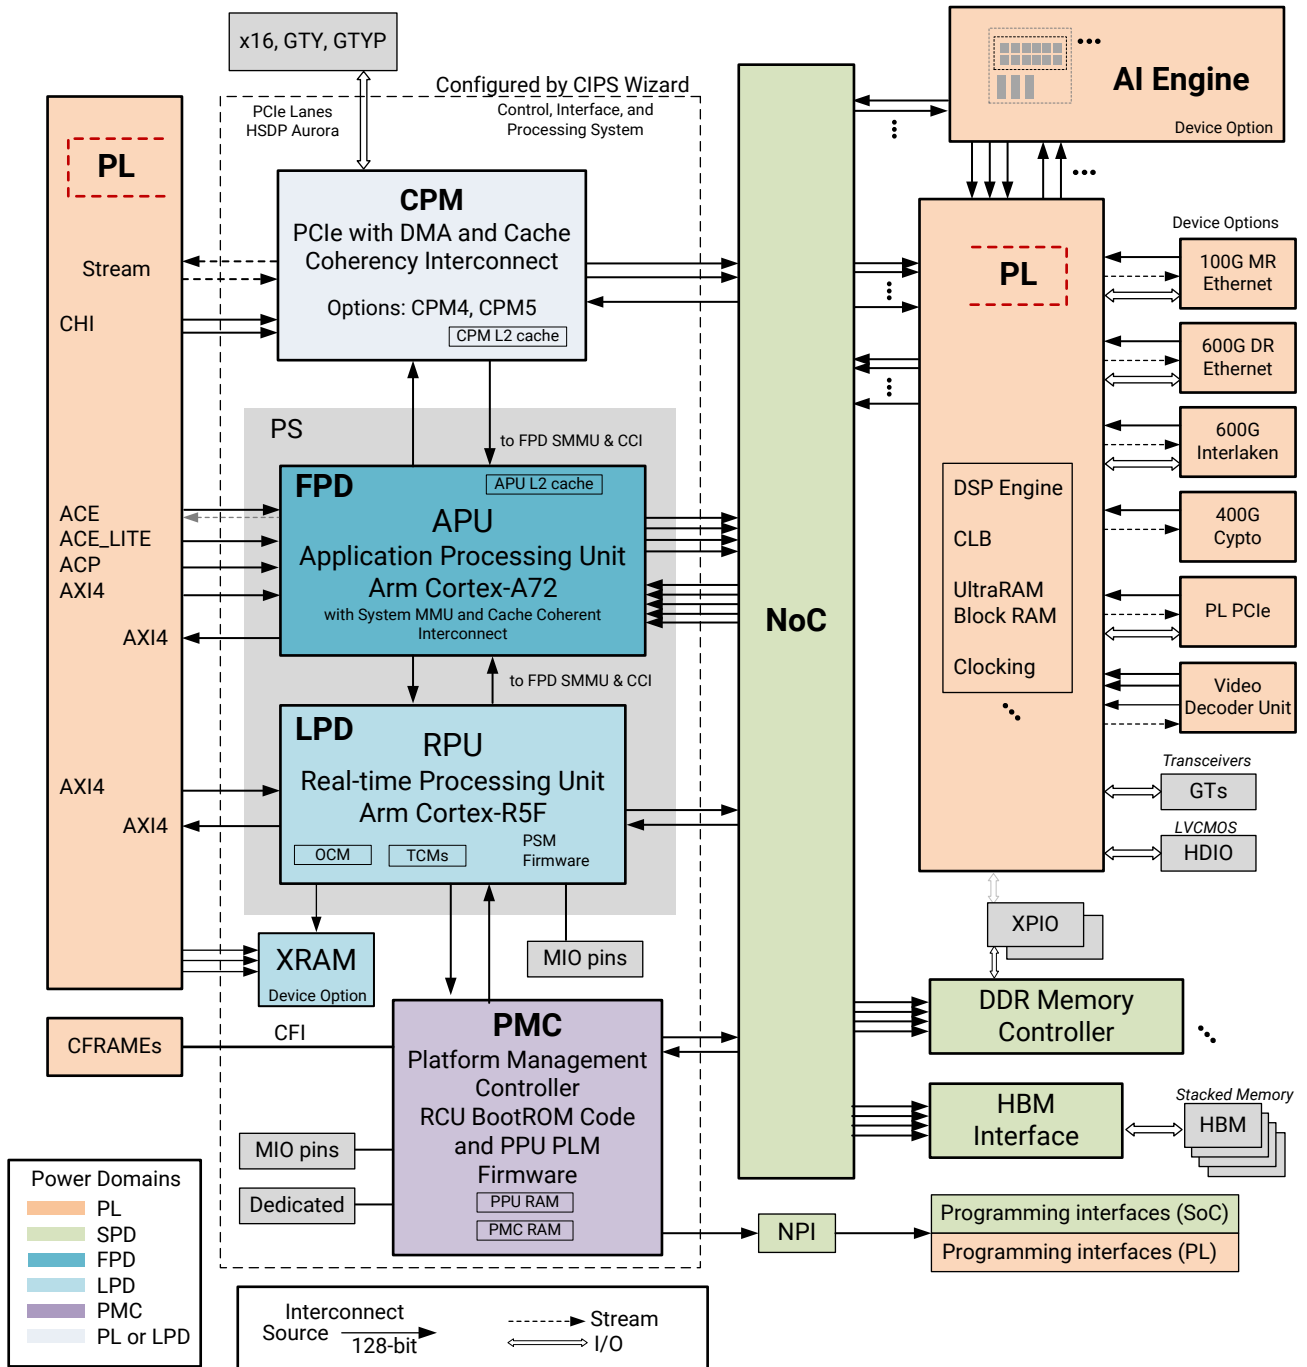 x16, GTY, GTYP
Configured by CIPS Wizard
PCIe Lanes
HSDP Aurora
Control, Interface, and
Processing System
AI Engine
Device Option
PL
Stream
CHI
ACE
ACE_LITE
ACP
AXI4
AXI4
AXI4
AXI4
CPM
PCIe with DMA and Cache
Coherency Interconnect
Options: CPM4, CPM5
CPM L2 cache
PS
to FPD SMMU & CCI
FPD
APU L2 cache
APU
Application Processing Unit
Arm Cortex-A72
with System MMU and Cache Coherent
Interconnect
to FPD SMMU & CCI
LPD
RPU
Real-time Processing Unit
Arm Cortex-R5F
OCM
TCMs
PSM
Firmware
XRAM
Device Option
MIO pins
CFRAMEs
CFI
PMC
Platform Management
Controller
RCU BootROM Code
and PPU PLM
Firmware
PPU RAM
PMC RAM
MIO pins
Dedicated
NoC
PL
DSP Engine
CLB
UltraRAM
Block RAM
Clocking
Device Options
100G MR
Ethernet
600G DR
Ethernet
600G
Interlaken
400G
Cypto
PL PCIe
Video
Decoder Unit
Transceivers
GTs
LVCMOS
HDIO
XPIO
DDR Memory
Controller
HBM
Interface
Stacked Memory
HBM
NPI
Programming interfaces (SoC)
Programming interfaces (PL)
Power Domains
PL
SPD
FPD
LPD
PMC
PL or LPD
Interconnect
Source
128-bit
Stream
I/O